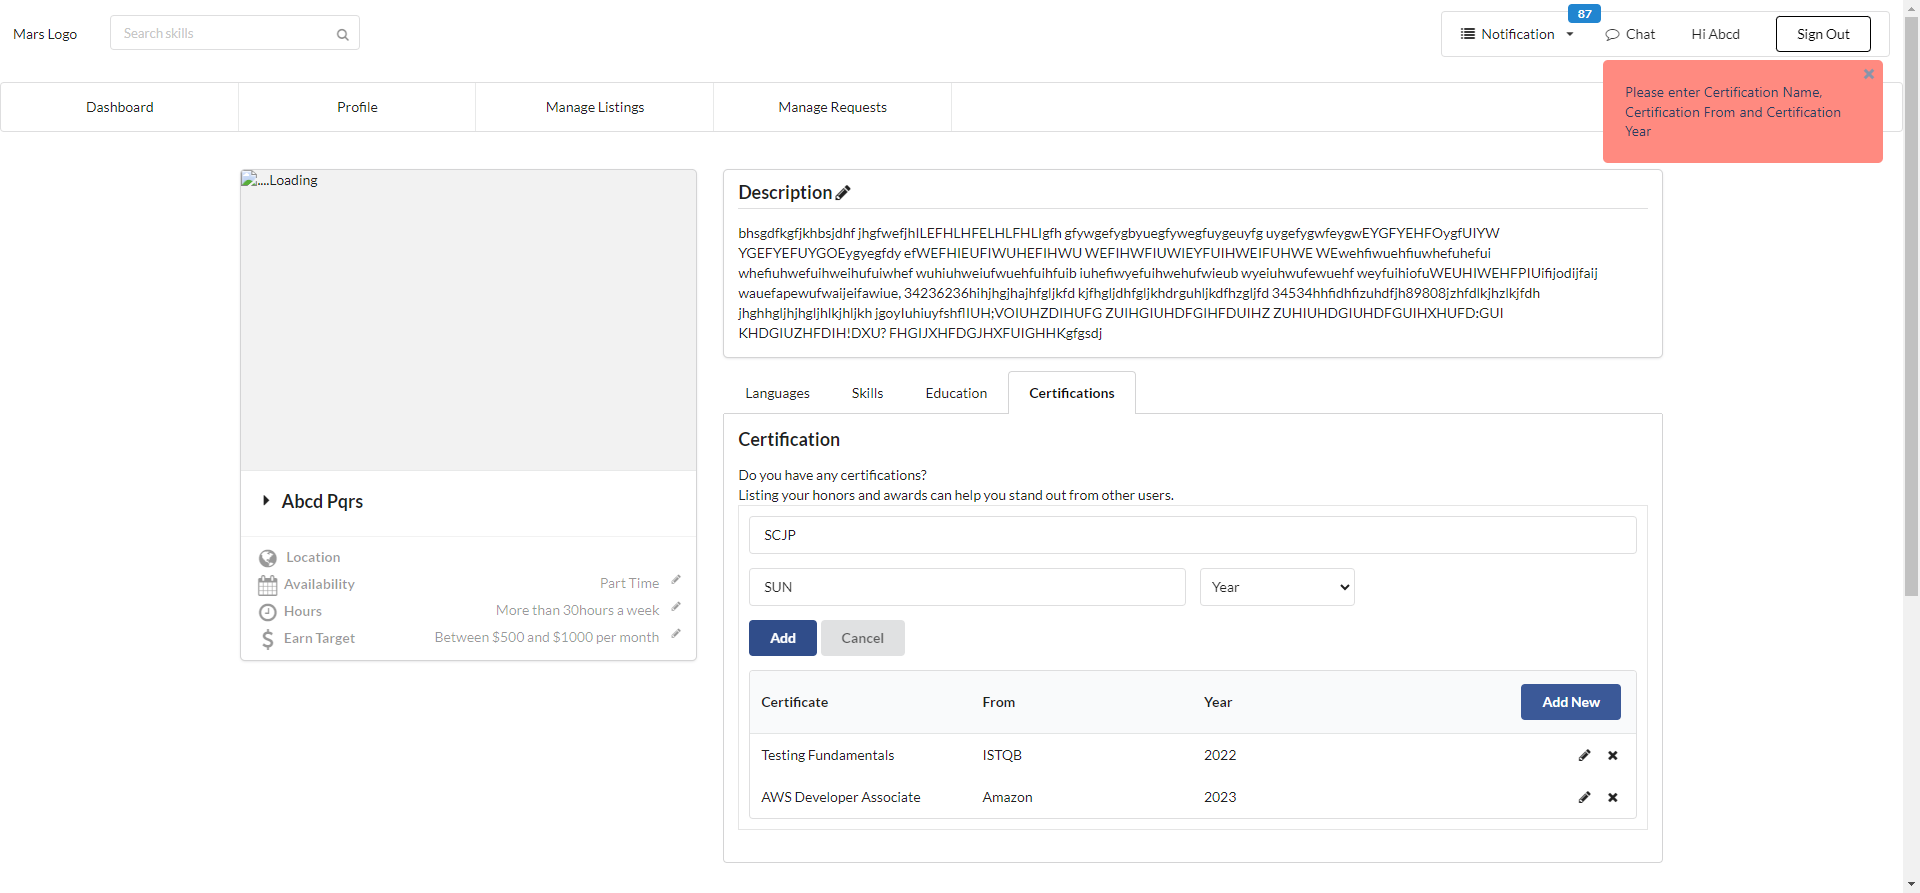 Mars Logo
Search skills
Notification
87
Chat
Hi Abcd
Sign Out
Please enter Certification Name,
Certification From and Certification
Year
Dashboard
Profile
Manage Listings
Manage Requests
....Loading
Abcd Pqrs
Location
Availability
Part Time
Hours
More than 30hours a week
Earn Target
Between $500 and $1000 per month
Description
bhsgdfkgfjkhbsjdhf jhgfwefjhILEFHLHFELHLFHLIgfh gfywgefygbyuegfywegfuygeuyfg uygefygwfeygwEYGFYEHFOygfUIYW
YGEFYEFUYGOEygyegfdy efWEFHIEUFIWUHEFIHWU WEFIHWFIUWIEYFUIHWEIFUHWE WEwehfiwuehfiuwhefuhefui
whefiuhwefuihweihufuiwhef wuhiuhweiufwuehfuihfuib iuhefiwyefuihwehufwieub wyeiuhwufewuehf weyfuihiofuWEUHIWEHFPIUifijodijfaij
wauefapewufwaijeifawiue, 34236236hihjhgjhajhfgljkfd kjfhgljdhfgljkhdrguhljkdfhzgljfd 34534hhfidhfizuhdfjh89808jzhfdlkjhzlkjfdh
jhghhgljhjhgljhlkjhljkh jgoyIuhiuyfshflIUH;VOIUHZDIHUFG ZUIHGIUHDFGIHFDUIHZ ZUHIUHDGIUHDFGUIHXHUFD:GUI
KHDGIUZHFDIH!DXU? FHGIJXHFDGJHXFUIGHHKgfgsdj
Languages
Skills
Education
Certifications
Certification
Do you have any certifications?
Listing your honors and awards can help you stand out from other users.
SCJP
SUN
Year
Add
Cancel
Certificate
From
Year
Add New
Testing Fundamentals
ISTQB
2022
AWS Developer Associate
Amazon
2023